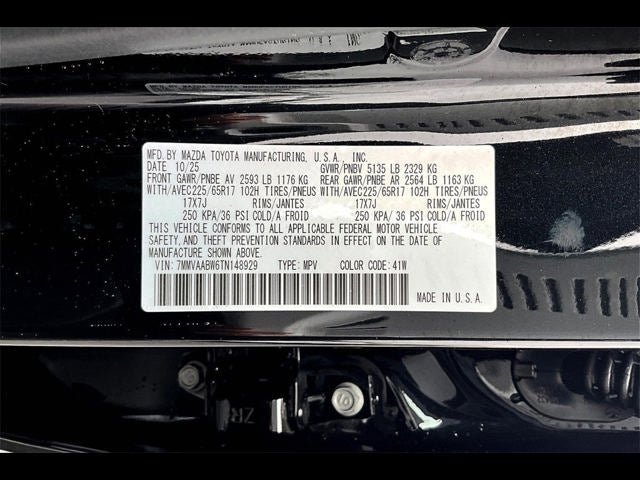 MFD. BY MAZDA TOYOTA MANUFACTURING, U.S.A., INC.
DATE 10/25 GVWR/PNBV 5135 LB 2329 KG
FRONT GAWR/PNBE AV 2593 LB 1176 KG REAR GAWR/PNBE AR 2564 LB 1163 KG
WITH/AVEC225/65R17 102H TIRES/PNEUS WITH/AVEC225/65R17 102H TIRES/PNEUS
17X7J RIMS/JANTES 17X7J RIMS/JANTES
250 KPA/36 PSI COLD/A FROID 250 KPA/36 PSI COLD/A FROID
THIS VEHICLE CONFORMS TO ALL APPLICABLE FEDERAL MOTOR VEHICLE
SAFETY, AND THEFT PREVENTION STANDARDS IN EFFECT ON THE DATE OF
MANUFACTURE SHOWN ABOVE.
VIN: 7MMVAABW6TN148929 TYPE: MPV COLOR CODE: 41W
MADE IN U.S.A.
ZR